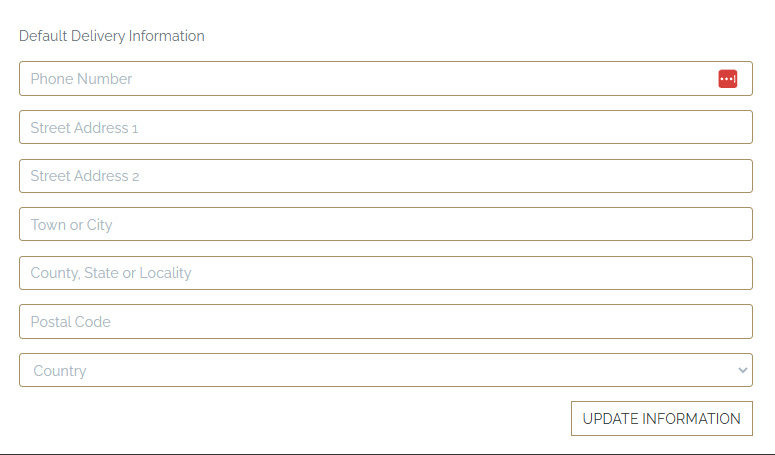 Default Delivery Information
Phone Number
Street Address 1
Street Address 2
Town or City
County, State or Locality
Postal Code
Country
UPDATE INFORMATION